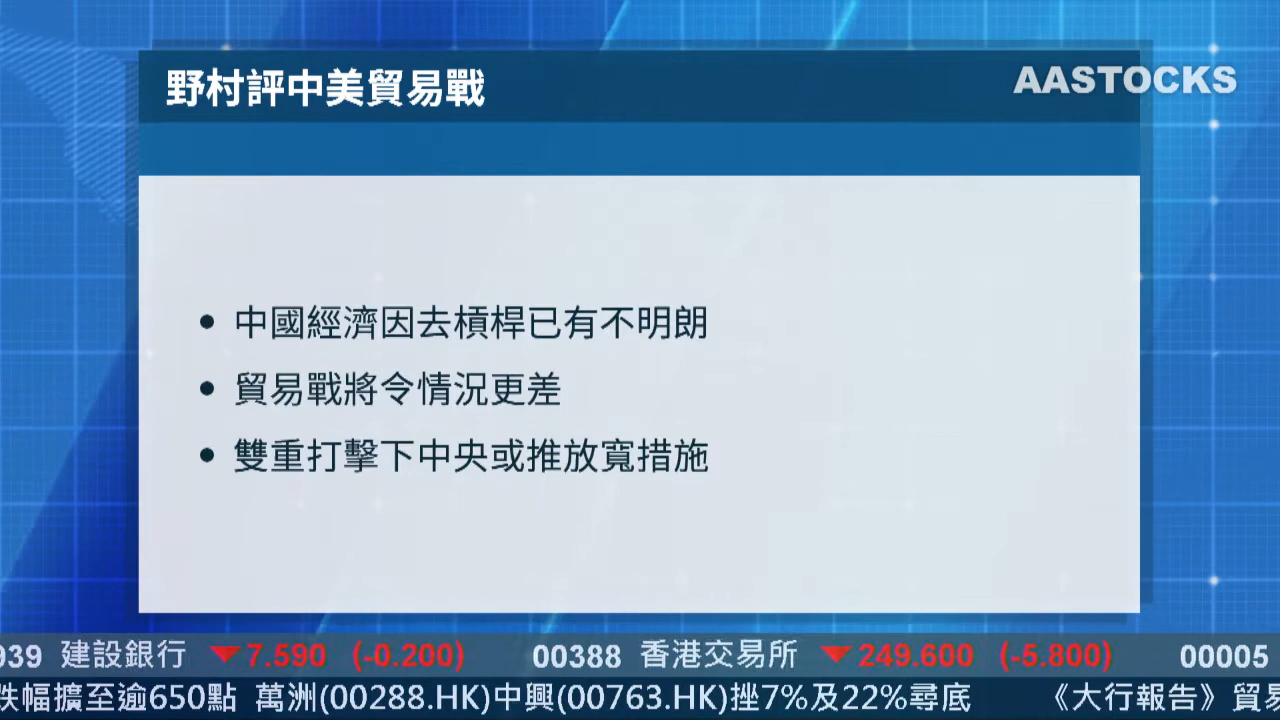 野村評中美貿易戰
AASTOCKS
• 中國經濟因去槓桿已有不明朗
• 貿易戰將令情況更差
• 雙重打擊下中央或推放寬措施
939 建設銀行 ▼7.590 (-0.200) 00388 香港交易所 ▼249.600 (-5.800) 00005
跌幅擴至逾650點 萬洲(00288.HK)中興(00763.HK)挫7%及22%尋底 《大行報告》貿易